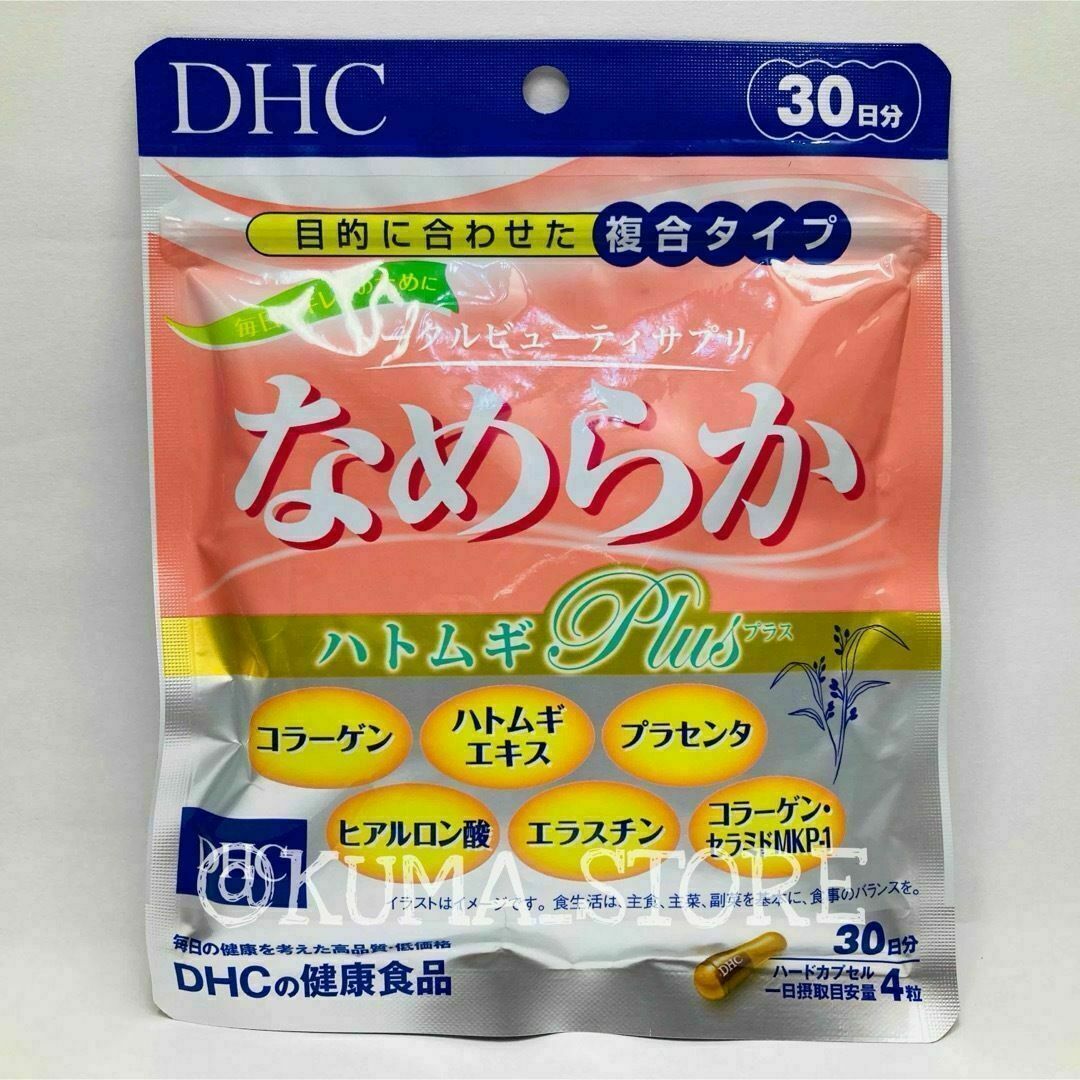 DHC
30日分
目的に合わせた 複合タイプ
毎日
ために
ータルビューティサプリ
なめらか
ハトムギ Plus プラス
コラーゲン
ハトムギ
エキス
プラセンタ
ヒアルロン酸
エラスチン
コラーゲン・
セラミドMKP-1
DHC
@KUMA_STORE
イラストはイメージです。食生活は、主食、主菜、副菜を基本に、食事のバランスを。
毎日の健康を考えた高品質・低価格
DHCの健康食品
DHC
30日分
ハードカプセル
一日摂取目安量4粒